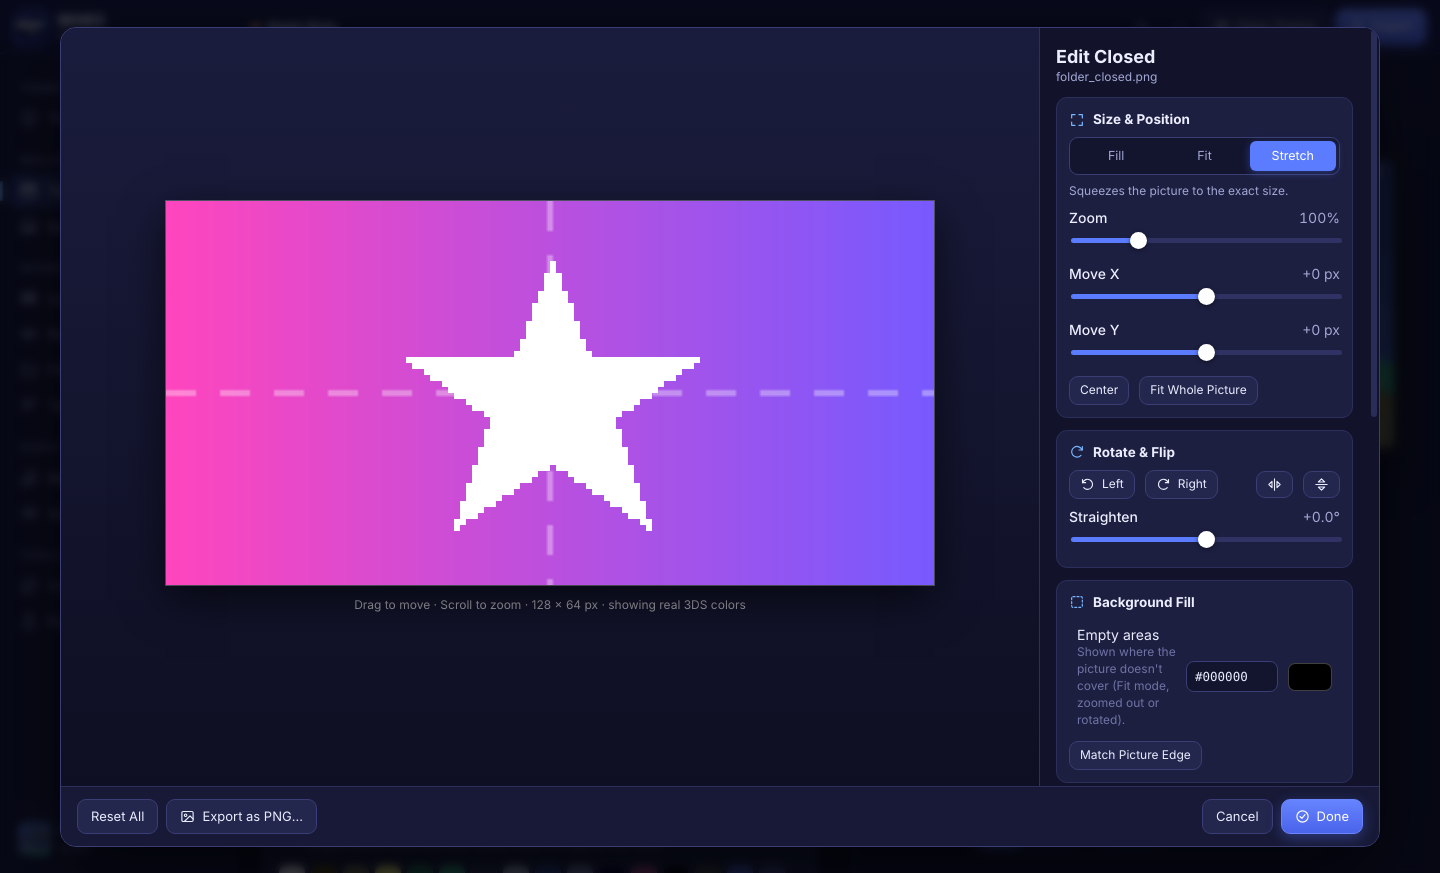 Edit Closed
folder_closed.png
Size & Position
Fill
Fit
Stretch
Squeezes the picture to the exact size.
Zoom
100%
Move X
+0 px
Move Y
+0 px
Center
Fit Whole Picture
Rotate & Flip
Left
Right
Straighten
+0.0°
Background Fill
Empty areas
Shown where the
picture doesn't
cover (Fit mode,
zoomed out or
rotated).
#000000
Match Picture Edge
Drag to move · Scroll to zoom · 128 × 64 px · showing real 3DS colors
Reset All
Export as PNG...
Cancel
Done